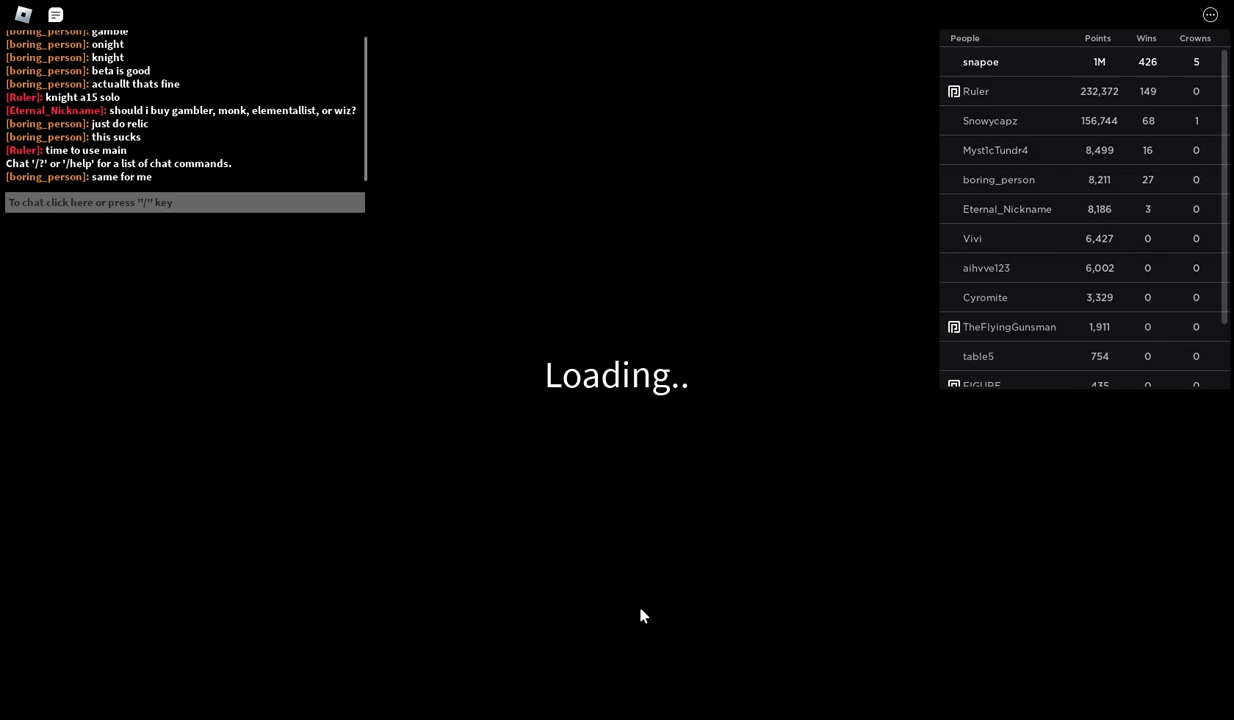 [boring_person]: gamble
[boring_person]: onight
[boring_person]: knight
[boring_person]: beta is good
[boring_person]: actuallt thats fine
[Ruler]: knight a15 solo
[Eternal_Nickname]: should i buy gambler, monk, elementallist, or wiz?
[boring_person]: just do relic
[boring_person]: this sucks
[Ruler]: time to use main
Chat '/?' or '/help' for a list of chat commands.
[boring_person]: same for me
To chat click here or press "/" key
People Points Wins Crowns
snapoe 1M 426 5
Ruler 232,372 149 0
Snowycapz 156,744 68 1
Myst1cTundr4 8,499 16 0
boring_person 8,211 27 0
Eternal_Nickname 8,186 3 0
Vivi 6,427 0 0
aihvve123 6,002 0 0
Cyromite 3,329 0 0
TheFlyingGunsman 1,911 0 0
table5 754 0 0
FIGURE 435 0 0
Loading..